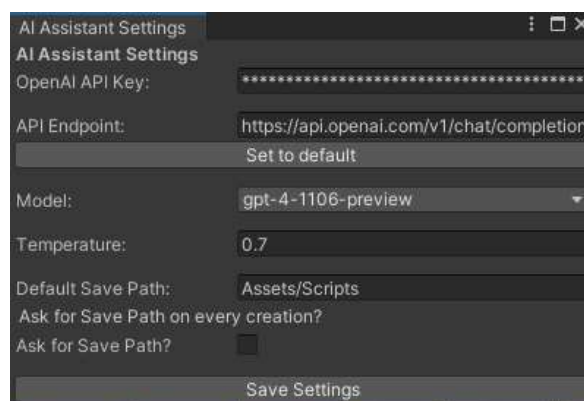 AI Assistant Settings
AI Assistant Settings
OpenAI API Key: ****************************************
API Endpoint: https://api.openai.com/v1/chat/completion
Set to default
Model: gpt-4-1106-preview
Temperature: 0.7
Default Save Path: Assets/Scripts
Ask for Save Path on every creation?
Ask for Save Path?
Save Settings